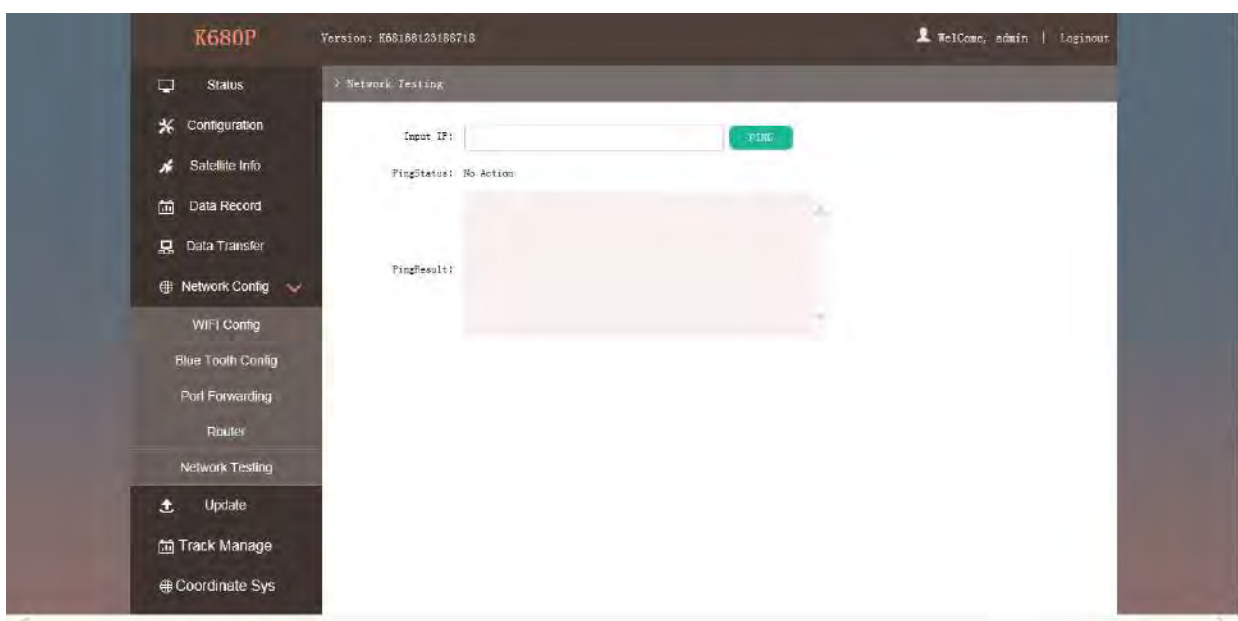 K680P
Version: K68168123188718
WelCome, admin | Loginout
Status
> Network Testing
Configuration
Input IP:
PING
Satellite Info
PingStatus: No Action
Data Record
Data Transfer
PingResult:
Network Config
WIFI Config
Blue Tooth Config
Port Forwarding
Router
Network Testing
Update
Track Manage
Coordinate Sys